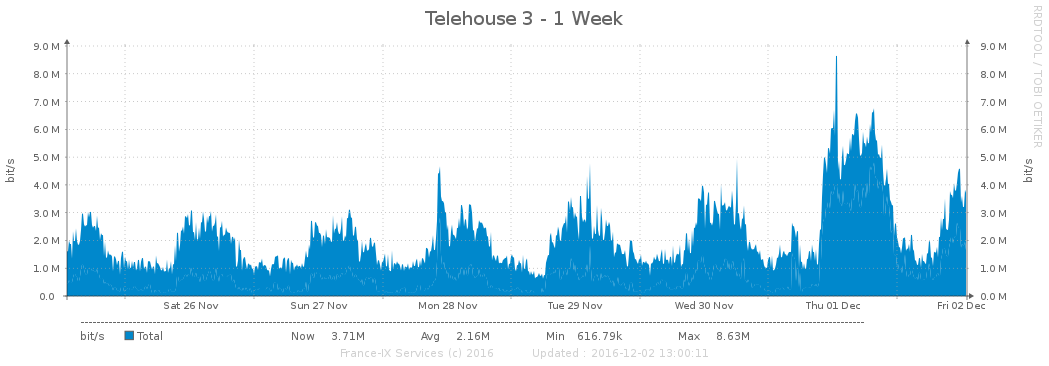 Telehouse 3 - 1 Week
RRDTOOL / TOBI OETIKER
bit/s
bit/s
9.0 M 9.0 M
8.0 M 8.0 M
7.0 M 7.0 M
6.0 M 6.0 M
5.0 M 5.0 M
4.0 M 4.0 M
3.0 M 3.0 M
2.0 M 2.0 M
1.0 M 1.0 M
0.0 0.0 M
Sat 26 Nov Sun 27 Nov Mon 28 Nov Tue 29 Nov Wed 30 Nov Thu 01 Dec Fri 02 Dec
bit/s Total Now 3.71M Avg 2.16M Min 616.79k Max 8.63M
France-IX Services (c) 2016 Updated : 2016-12-02 13:00:11